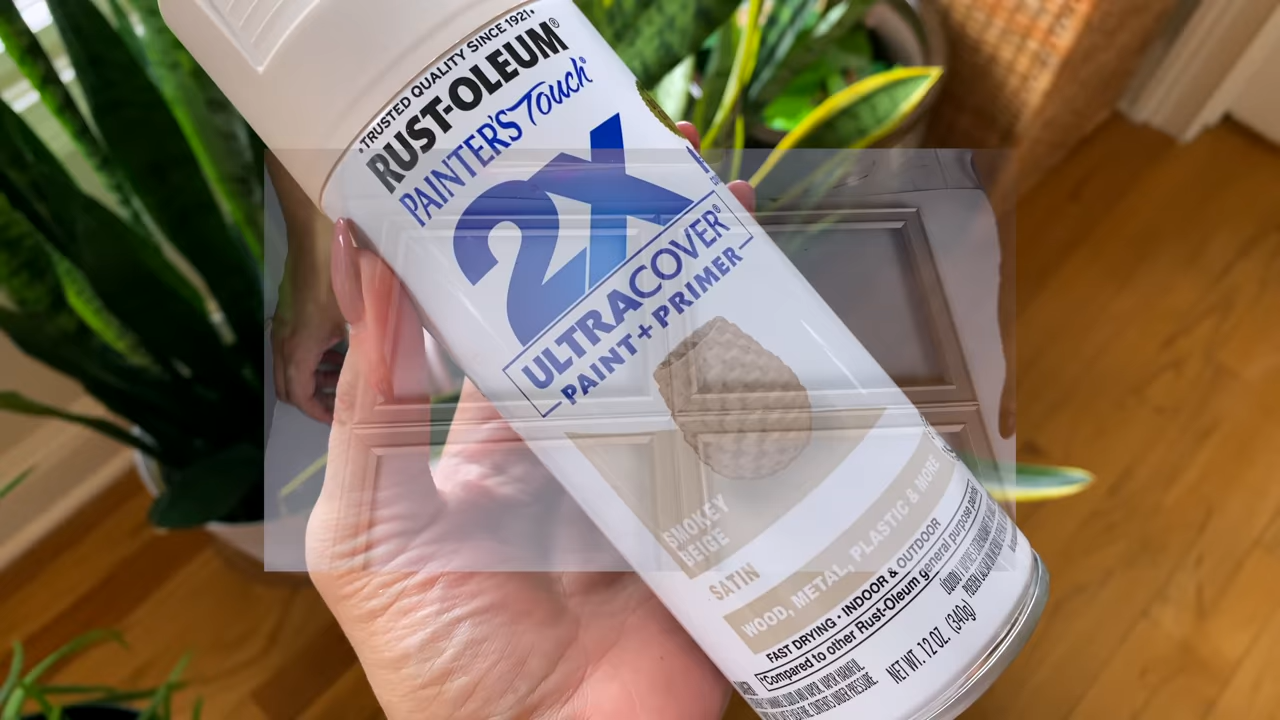 •TRUSTED QUALITY SINCE 1921•
RUST-OLEUM®
PAINTER'S Touch®
2X
ULTRACOVER®
PAINT+PRIMER
SMOKEY
BEIGE
SATIN
WOOD, METAL, PLASTIC & MORE
FAST DRYING • INDOOR & OUTDOOR
*Compared to other Rust-Oleum general purpose paints
NET WT. 12 OZ. (340g)